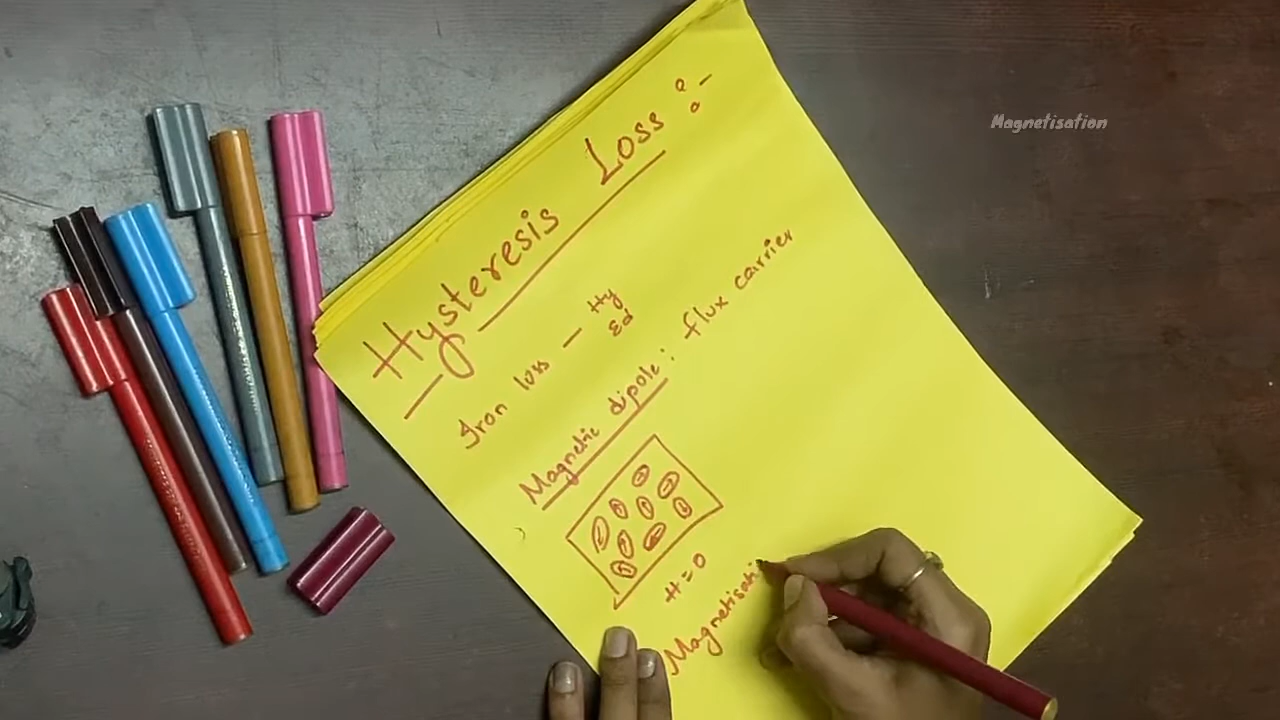 Hysteresis Loss :-
Iron loss - Hy
Ed
Magnetic dipole : flux carrier
H = 0
Magnetisati
Magnetisation